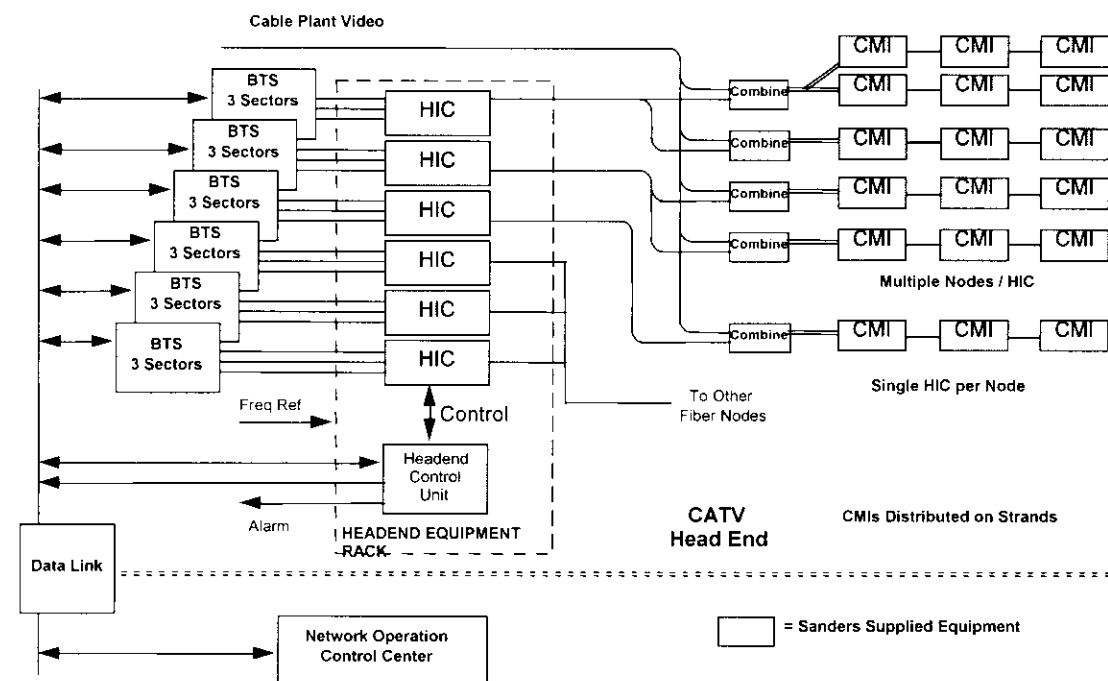 Cable Plant Video
BTS
3 Sectors
BTS
3 Sectors
BTS
3 Sectors
BTS
3 Sectors
BTS
3 Sectors
BTS
3 Sectors
HIC
HIC
HIC
HIC
HIC
HIC
Combine
Combine
Combine
Combine
Combine
CMI CMI CMI
CMI CMI CMI
CMI CMI CMI
CMI CMI CMI
CMI CMI CMI
Multiple Nodes / HIC
CMI CMI CMI
Single HIC per Node
To Other
Fiber Nodes
Freq Ref
Control
Headend
Control
Unit
Alarm
HEADEND EQUIPMENT
RACK
CATV
Head End
CMIs Distributed on Strands
Data Link
Network Operation
Control Center
= Sanders Supplied Equipment